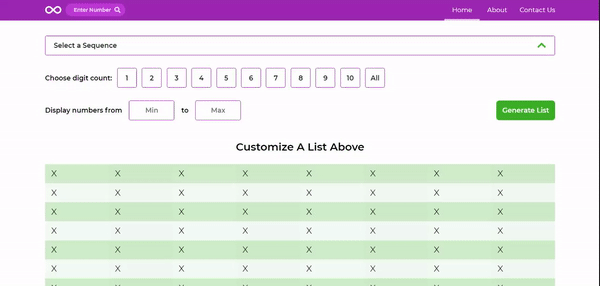 Enter Number Home About Contact Us
Select a Sequence
Choose digit count: 1 2 3 4 5 6 7 8 9 10 All
Display numbers from Min to Max Generate List
Customize A List Above
X X X X X X X X
X X X X X X X X
X X X X X X X X
X X X X X X X X
X X X X X X X X
X X X X X X X X